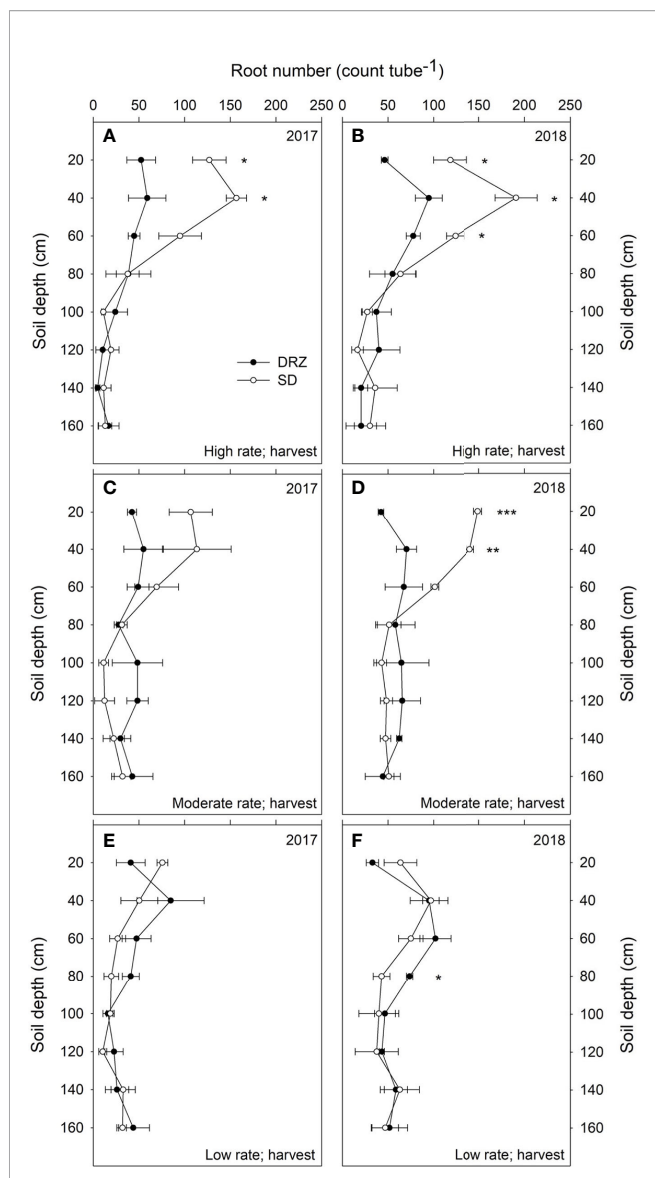 Root number (count tube-1)
0 50 100 150 200 250 0 50 100 150 200 250
A 2017 B 2018
20 * * 20
40 * * 40
60 * 60
80 80
100 100
120 120
140 140
160 160
Soil depth (cm) Soil depth (cm)
DRZ
SD
High rate; harvest High rate; harvest
C 2017 D 2018
20 *** 20
40 ** 40
60 60
80 80
100 100
120 120
140 140
160 160
Soil depth (cm) Soil depth (cm)
Moderate rate; harvest Moderate rate; harvest
E 2017 F 2018
20 20
40 40
60 60
80 * 80
100 100
120 120
140 140
160 160
Soil depth (cm) Soil depth (cm)
Low rate; harvest Low rate; harvest